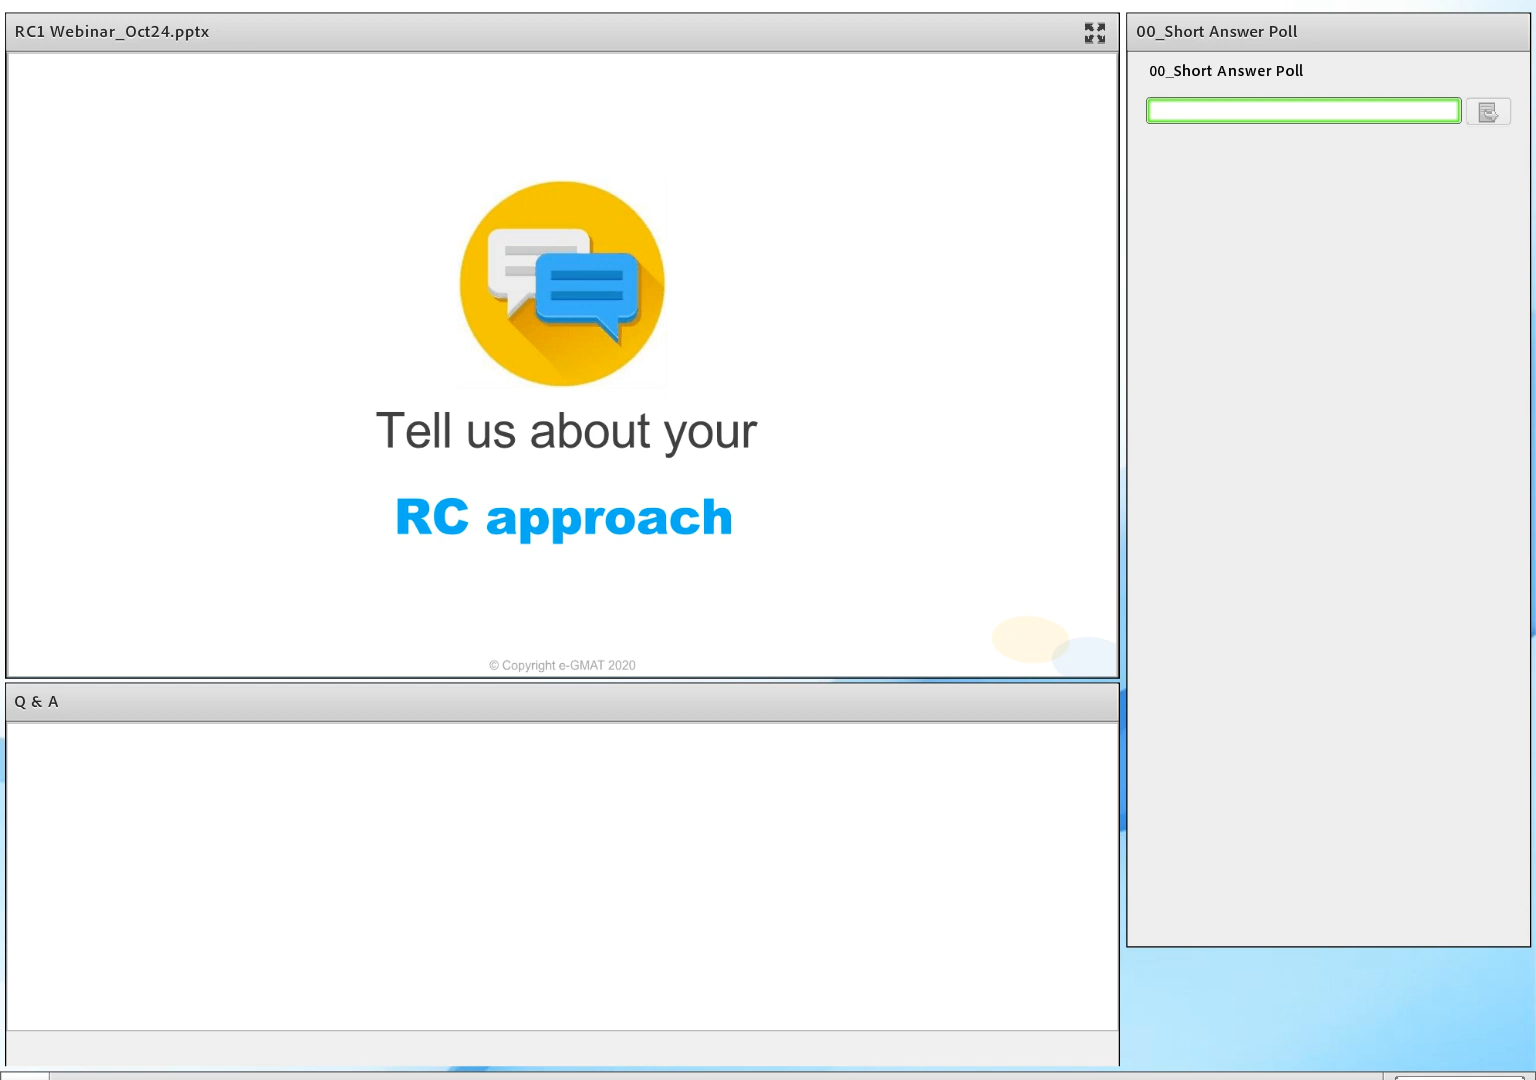 RC1 Webinar_Oct24.pptx
Tell us about your
RC approach
© Copyright e-GMAT 2020
Q & A
00_Short Answer Poll
00_Short Answer Poll